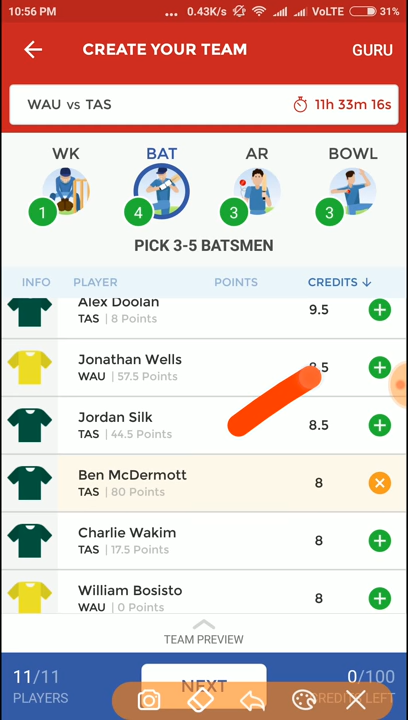 10:56 PM ... 0.43K/s VoLTE 31%
CREATE YOUR TEAM GURU
WAU vs TAS 11h 33m 16s
WK BAT AR BOWL
1 4 3 3
PICK 3-5 BATSMEN
INFO PLAYER POINTS CREDITS
Alex Doolan 9.5
TAS | 8 Points
Jonathan Wells
WAU | 57.5 Points
Jordan Silk 8.5
TAS | 44.5 Points
Ben McDermott 8
TAS | 80 Points
Charlie Wakim 8
TAS | 17.5 Points
William Bosisto 8
WAU | 0 Points
TEAM PREVIEW
11/11 NEXT 0/100
PLAYERS CREDITS LEFT